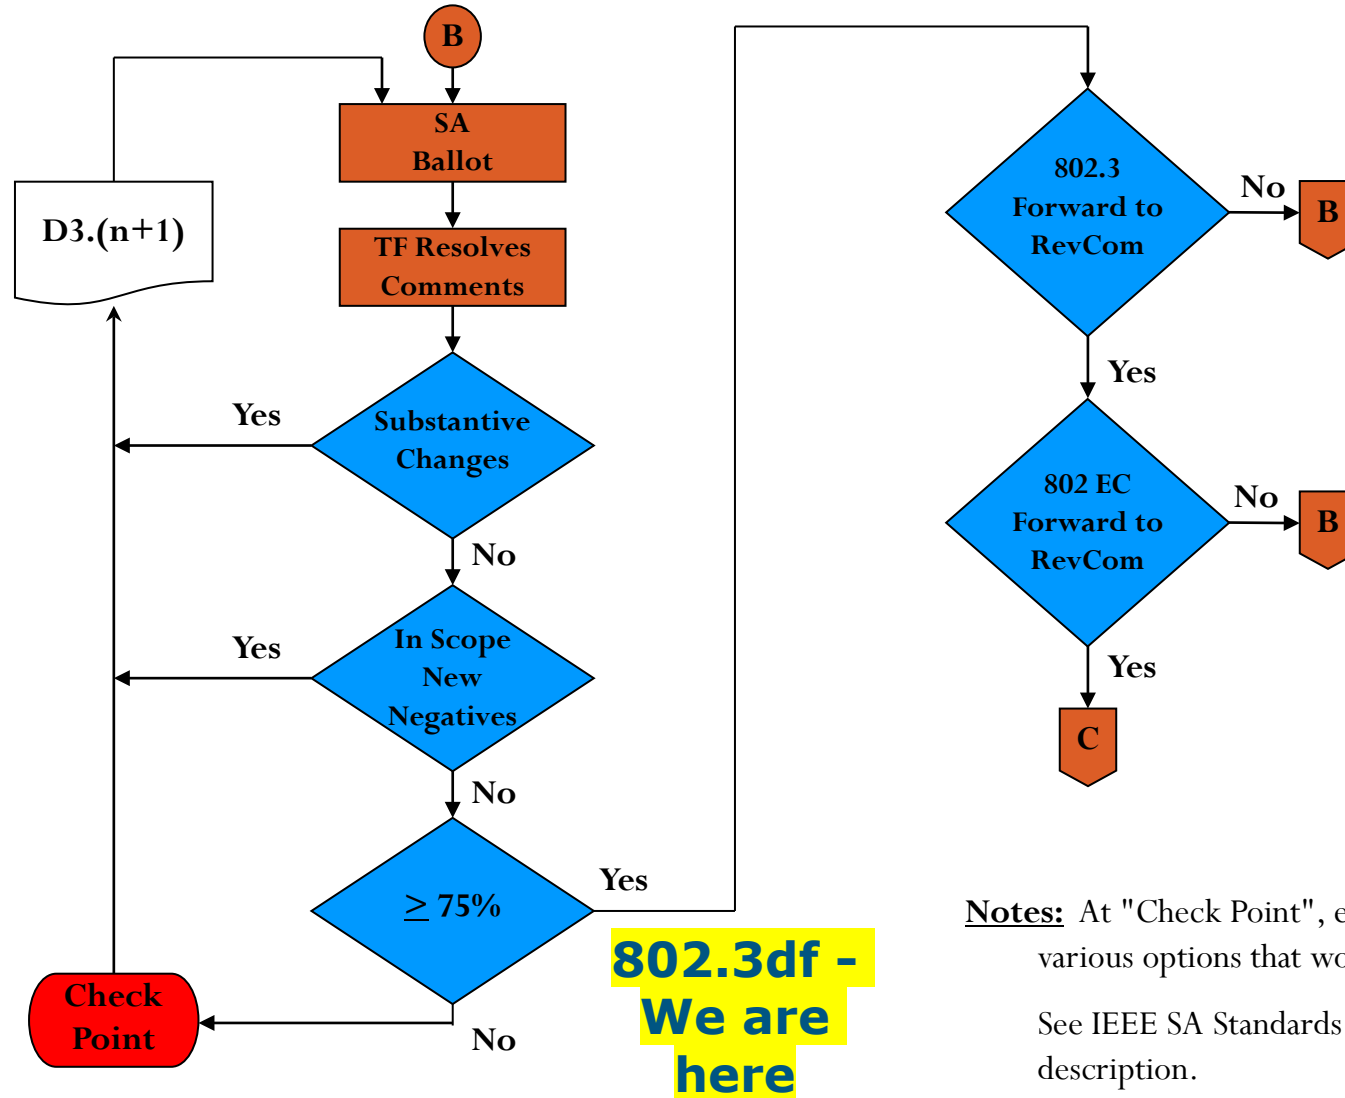 B
SA
Ballot
D3.(n+1)
TF Resolves
Comments
Substantive
Changes
Yes
No
In Scope
New
Negatives
Yes
No
≥ 75%
Yes
No
Check
Point
802.3df -
We are
here
802.3
Forward to
RevCom
No
B
Yes
802 EC
Forward to
RevCom
No
B
Yes
C
Notes: At "Check Point",
various options that
See IEEE SA Standards
description.